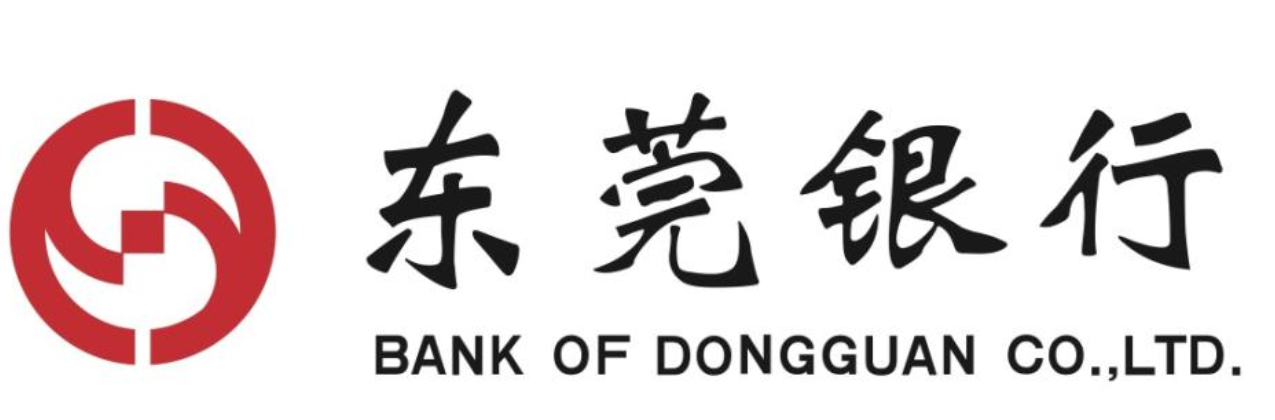 东莞银行
BANK OF DONGGUAN CO.,LTD.